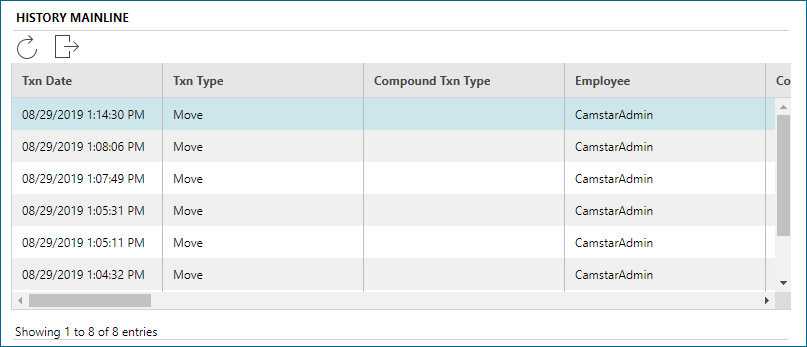 HISTORY MAINLINE
Txn Date Txn Type Compound Txn Type Employee Co
08/29/2019 1:14:30 PM Move CamstarAdmin
08/29/2019 1:08:06 PM Move CamstarAdmin
08/29/2019 1:07:49 PM Move CamstarAdmin
08/29/2019 1:05:31 PM Move CamstarAdmin
08/29/2019 1:05:11 PM Move CamstarAdmin
08/29/2019 1:04:32 PM Move CamstarAdmin
Showing 1 to 8 of 8 entries